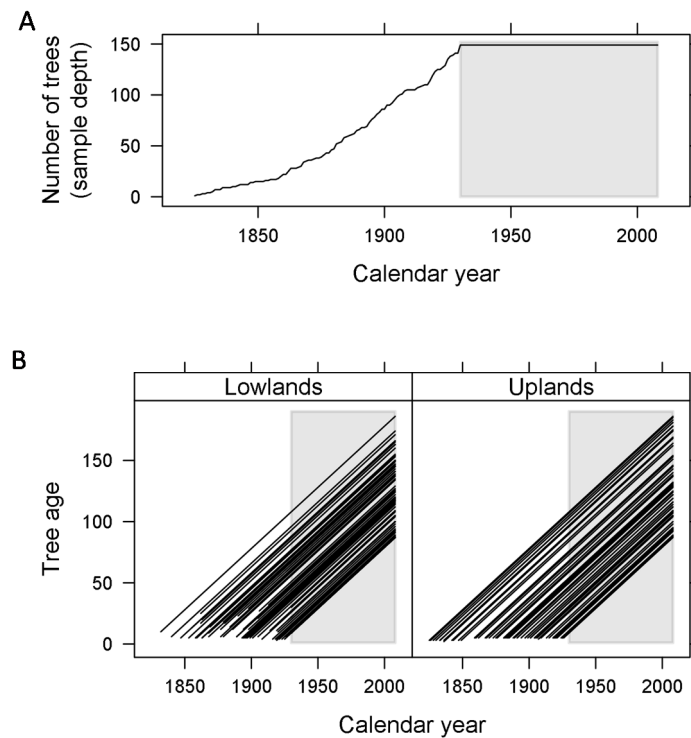 A
Number of trees
(sample depth)
150
100
50
0
1850 1900 1950 2000
Calendar year
B
Lowlands Uplands
Tree age
150
100
50
0
1850 1900 1950 2000 1850 1900 1950 2000
Calendar year